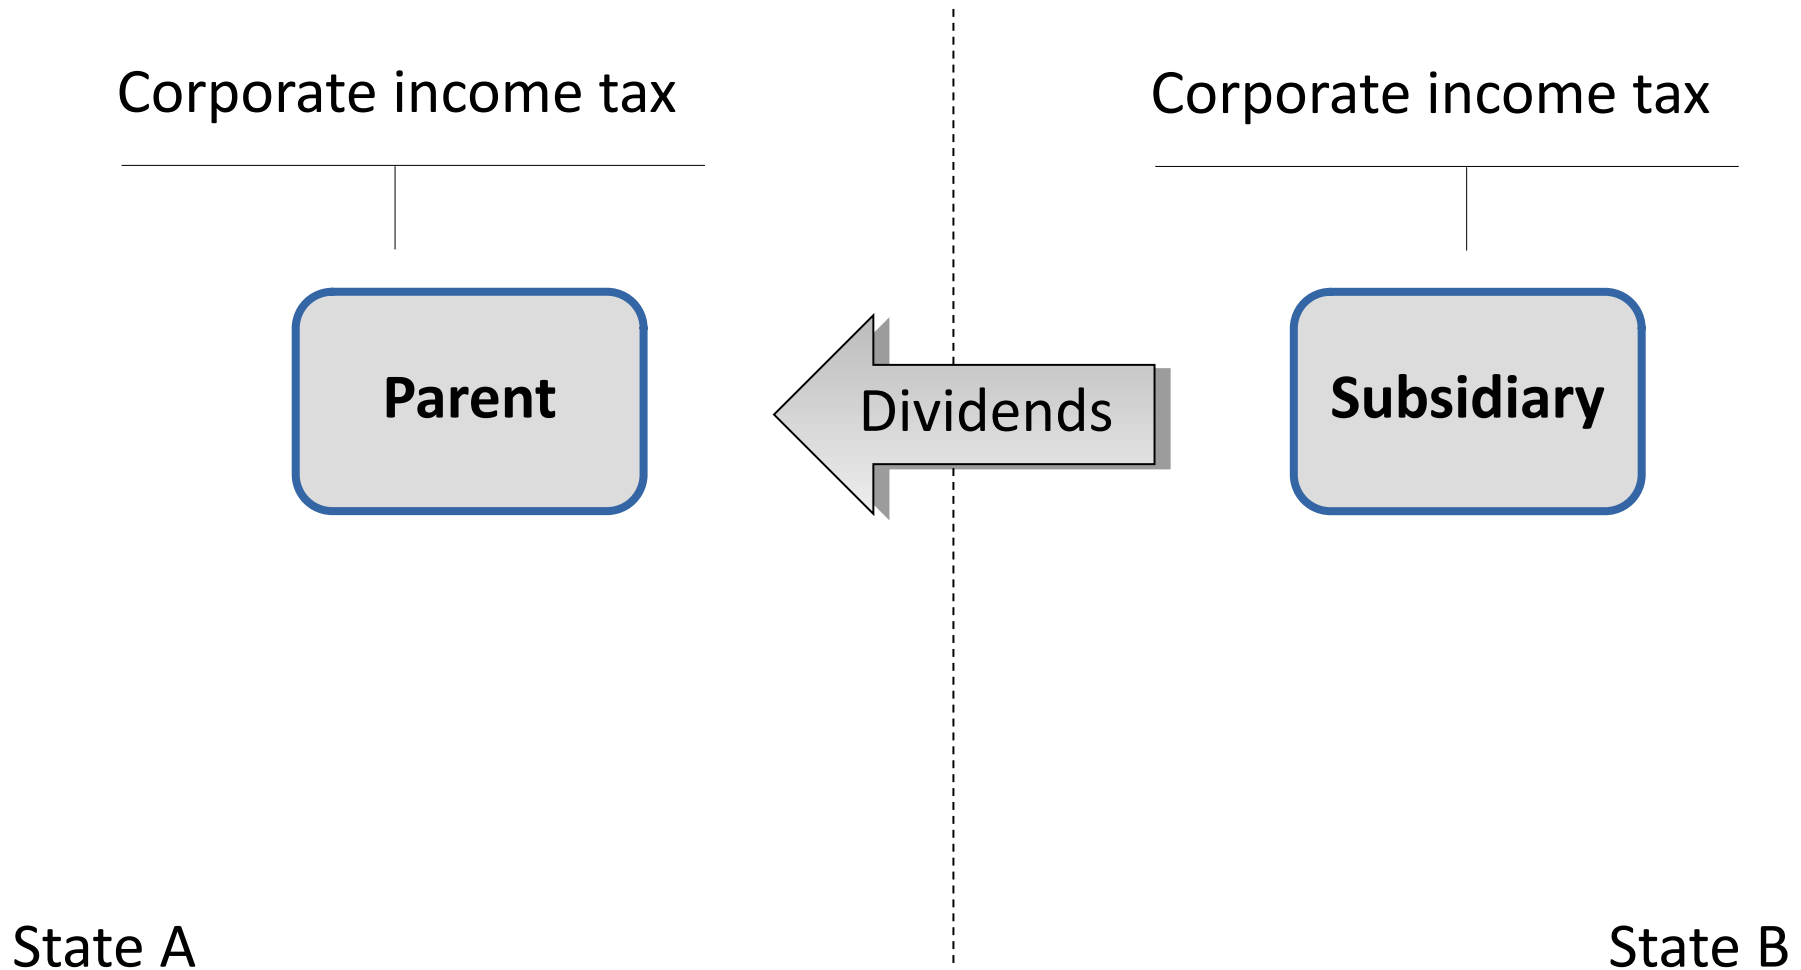 Corporate income tax
Corporate income tax
Parent
Dividends
Subsidiary
State A
State B